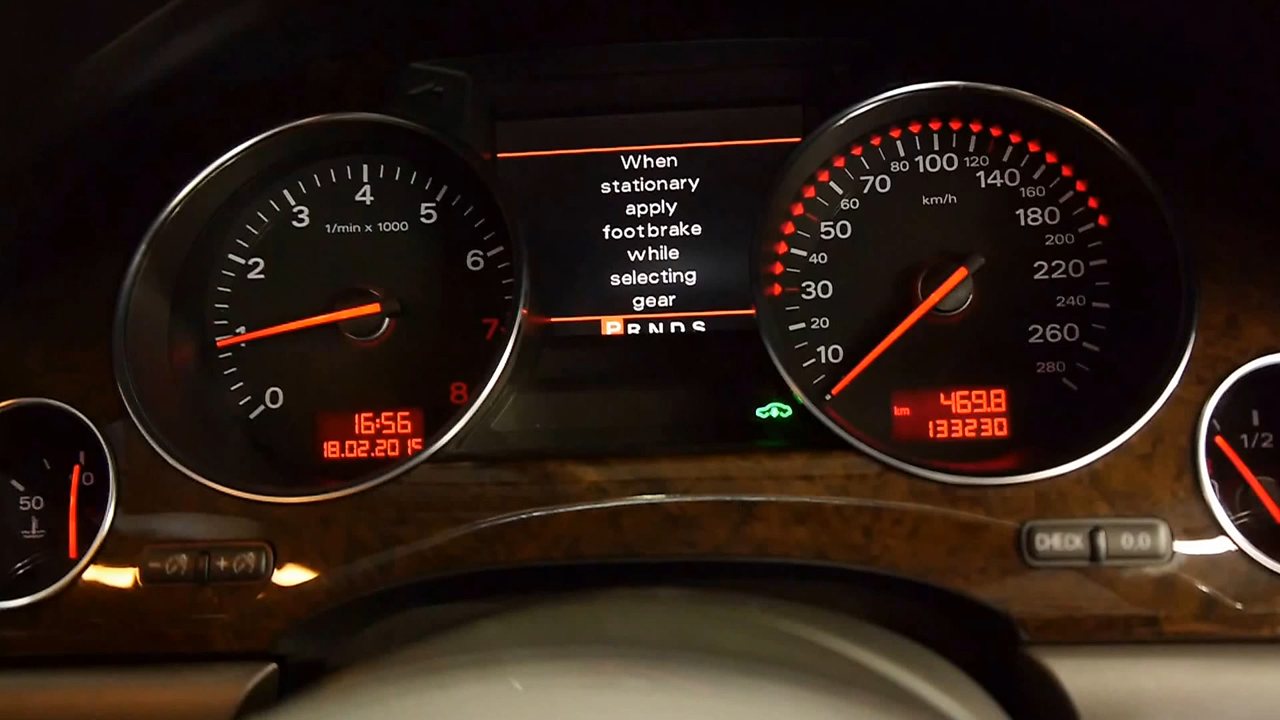 When
stationary
apply
footbrake
while
selecting
gear
P R N D S
0
1
2
3
4
5
6
7
8
1/min x 1000
16:56
18.02.2015
10
20
30
40
50
60
70
80
100
120
140
160
180
200
220
240
260
280
km/h
km 469.8
133230
50
1/2
- +
CHECK 0.0